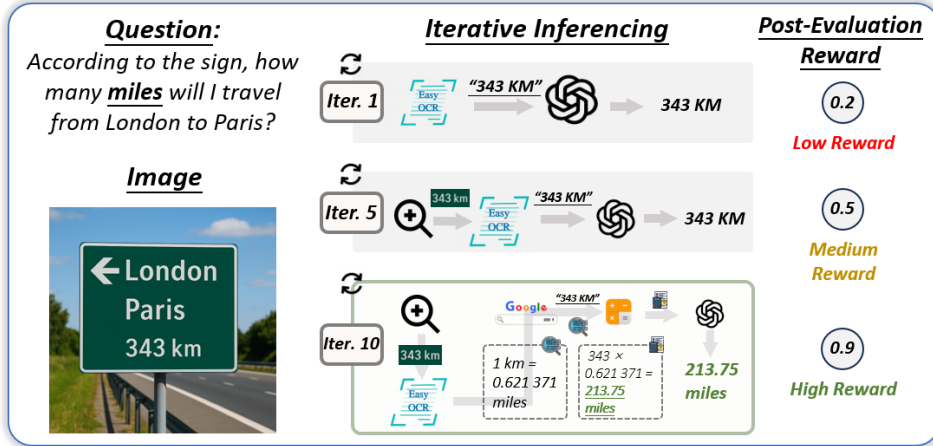 Question:
According to the sign, how
many miles will I travel
from London to Paris?
Image
London
Paris
343 km
Iterative Inferencing
Iter. 1
Easy
OCR
“343 KM”
343 KM
Iter. 5
343 km
Easy
OCR
“343 KM”
343 KM
Iter. 10
343 km
Easy
OCR
Google
“343 KM”
1 km =
0.621 371
miles
343 ×
0.621 371 =
213.75
miles
213.75
miles
Post-Evaluation
Reward
0.2
Low Reward
0.5
Medium
Reward
0.9
High Reward